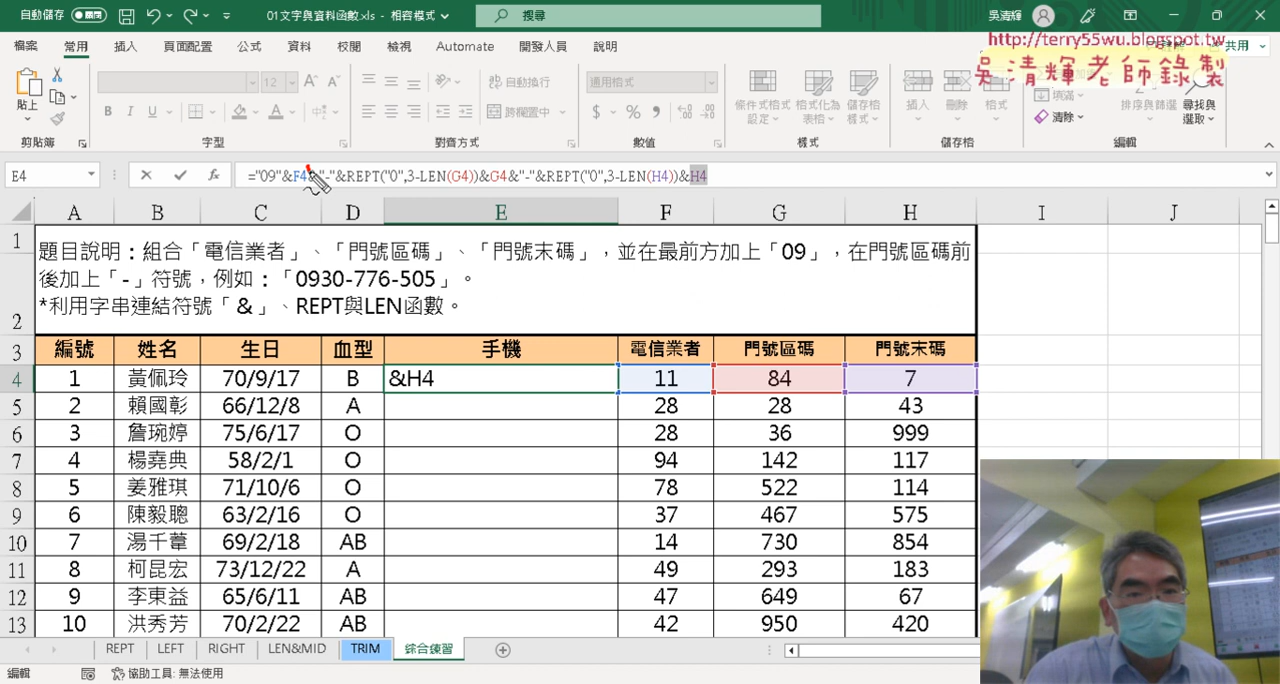 自動儲存 開閉 01文字與資料函數.xls - 相容模式 搜尋 吳清輝
http://terry55wu.blogspot.tw
吳清輝老師錄製
檔案 常用 插入 頁面配置 公式 資料 校閱 檢視 Automate 開發人員 說明 共用
貼上 12 自動換行 通用格式 條件式格式設定 格式化為表格 儲存格樣式 插入 刪除 格式 填滿 清除 排序與篩選 尋找與選取
跨欄置中
剪貼簿 字型 對齊方式 數值 樣式 儲存格 編輯
E4 ="09"&F4&"-"&REPT("0",3-LEN(G4))&G4&"-"&REPT("0",3-LEN(H4))&H4
A B C D E F G H I J
1 題目說明：組合「電信業者」、「門號區碼」、「門號末碼」，並在最前方加上「09」，在門號區碼前
後加上「-」符號，例如：「0930-776-505」。
2 *利用字串連結符號「&」、REPT與LEN函數。
3 編號 姓名 生日 血型 手機 電信業者 門號區碼 門號末碼
4 1 黃佩玲 70/9/17 B &H4 11 84 7
5 2 賴國彰 66/12/8 A 28 28 43
6 3 詹琬婷 75/6/17 O 28 36 999
7 4 楊堯典 58/2/1 O 94 142 117
8 5 姜雅琪 71/10/6 O 78 522 114
9 6 陳毅聰 63/2/16 O 37 467 575
10 7 湯千葦 69/2/18 AB 14 730 854
11 8 柯昆宏 73/12/22 A 49 293 183
12 9 李東益 65/6/11 AB 47 649 67
13 10 洪秀芳 70/2/22 AB 42 950 420
REPT LEFT RIGHT LEN&MID TRIM 綜合練習
編輯 協助工具: 無法使用